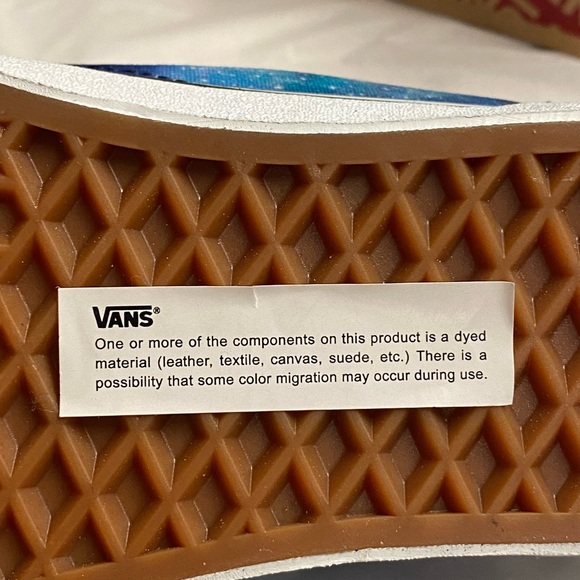 VANS®
One or more of the components on this product is a dyed
material (leather, textile, canvas, suede, etc.) There is a
possibility that some color migration may occur during use.